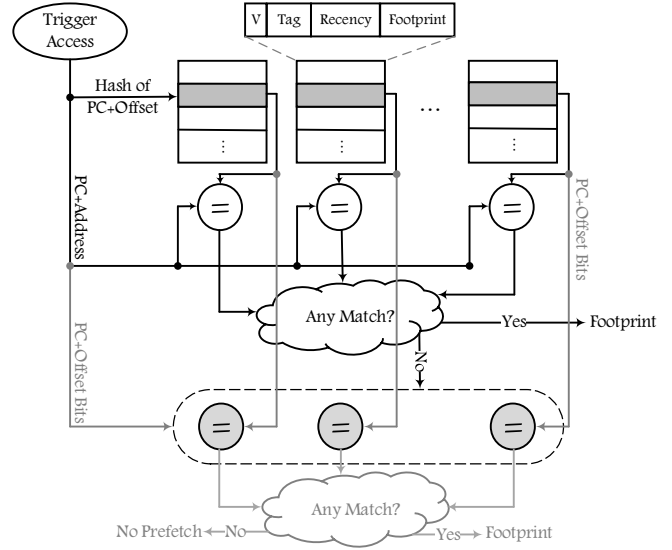 Trigger
Access
V Tag Recency Footprint
Hash of
PC+Offset
⋮ ⋮ … ⋮
PC+Address
PC+Offset Bits
= = =
Any Match?
Yes
Footprint
No
PC+Offset Bits
= = =
Any Match?
No Prefetch
No
Yes
Footprint